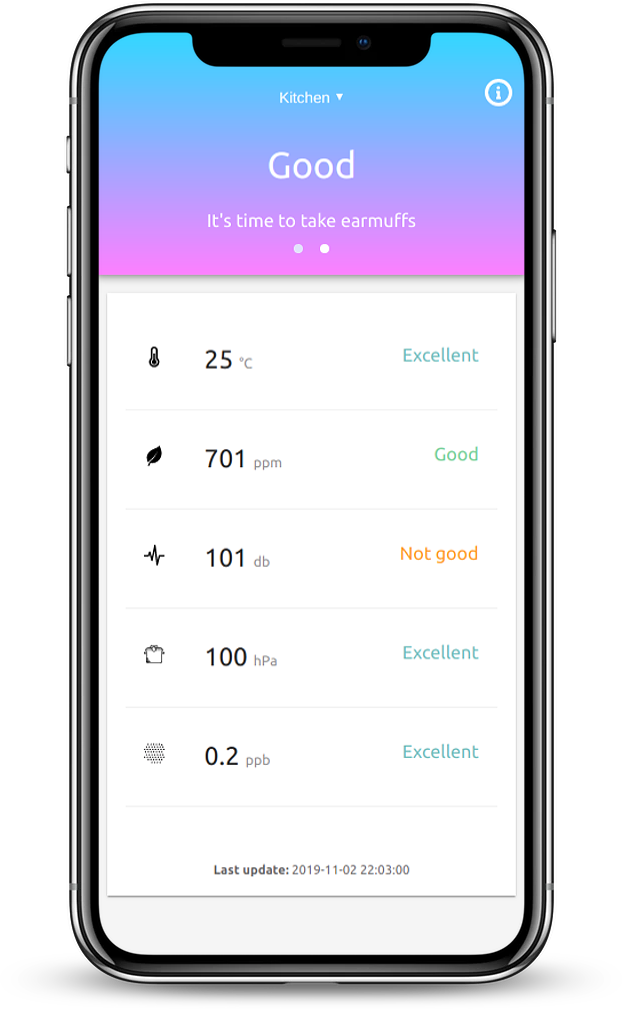 Kitchen ▼
Good
It's time to take earmuffs
25 °C Excellent
701 ppm Good
101 db Not good
100 hPa Excellent
0.2 ppb Excellent
Last update: 2019-11-02 22:03:00